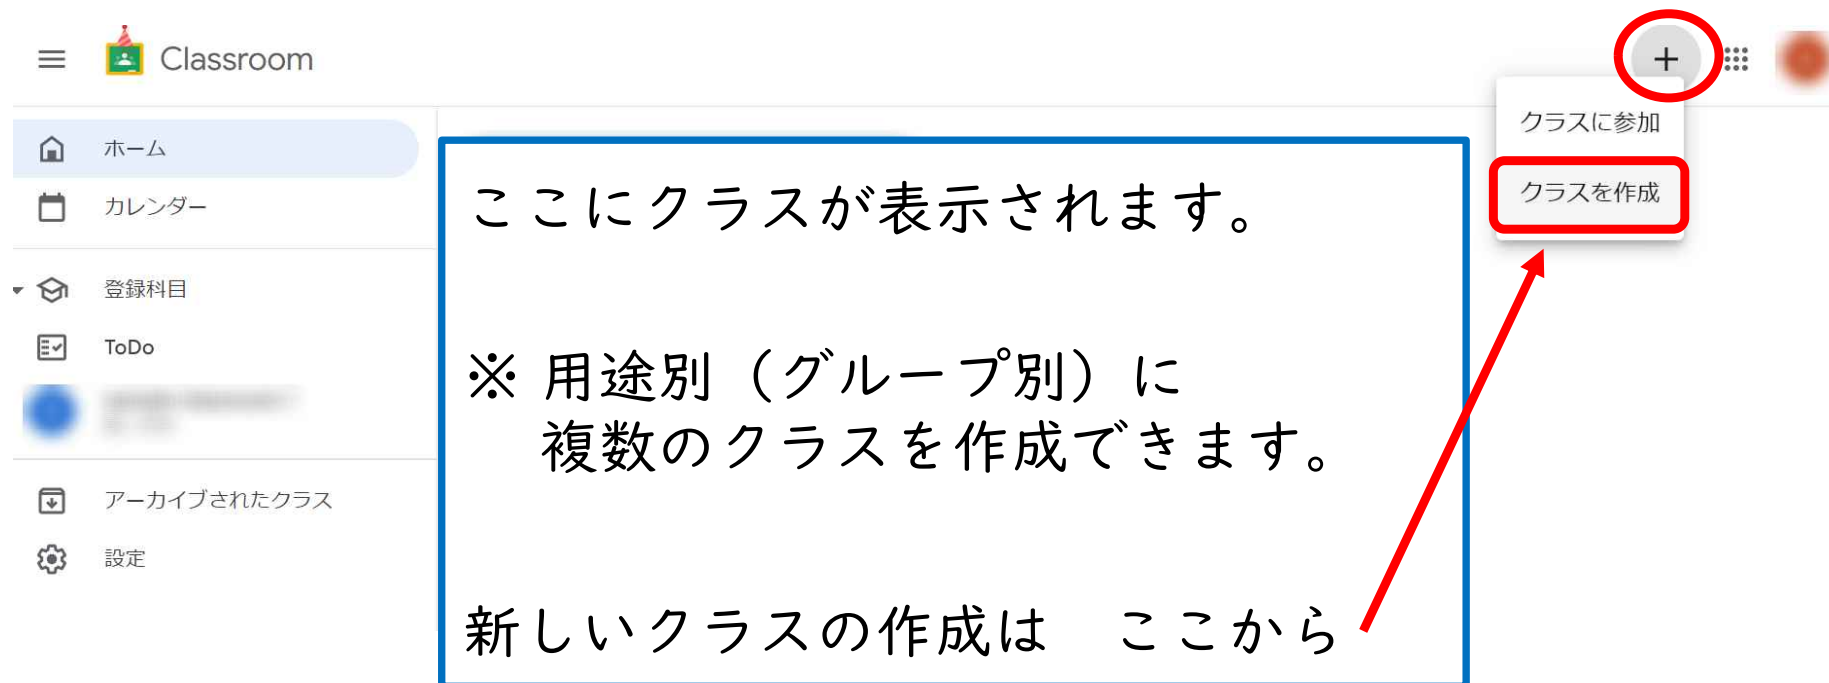 Classroom
クラスに参加
クラスを作成
ホーム
カレンダー
登録科目
ToDo
アーカイブされたクラス
設定
ここにクラスが表示されます。
※ 用途別（グループ別）に
複数のクラスを作成できます。
新しいクラスの作成は　ここから